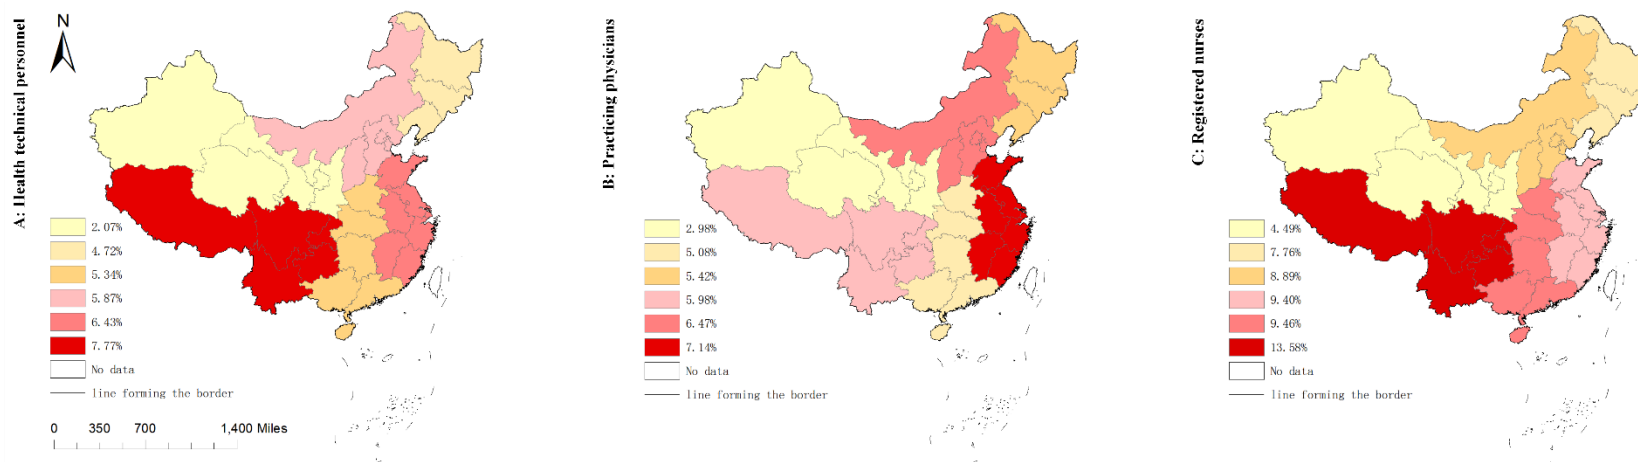 A: Health technical personnel
N
2.07%
4.72%
5.34%
5.87%
6.43%
7.77%
No data
line forming the border
0 350 700 1,400 Miles
B: Practicing physicians
2.98%
5.08%
5.42%
5.98%
6.47%
7.14%
No data
line forming the border
C: Registered nurses
4.49%
7.76%
8.89%
9.40%
9.46%
13.58%
No data
line forming the border